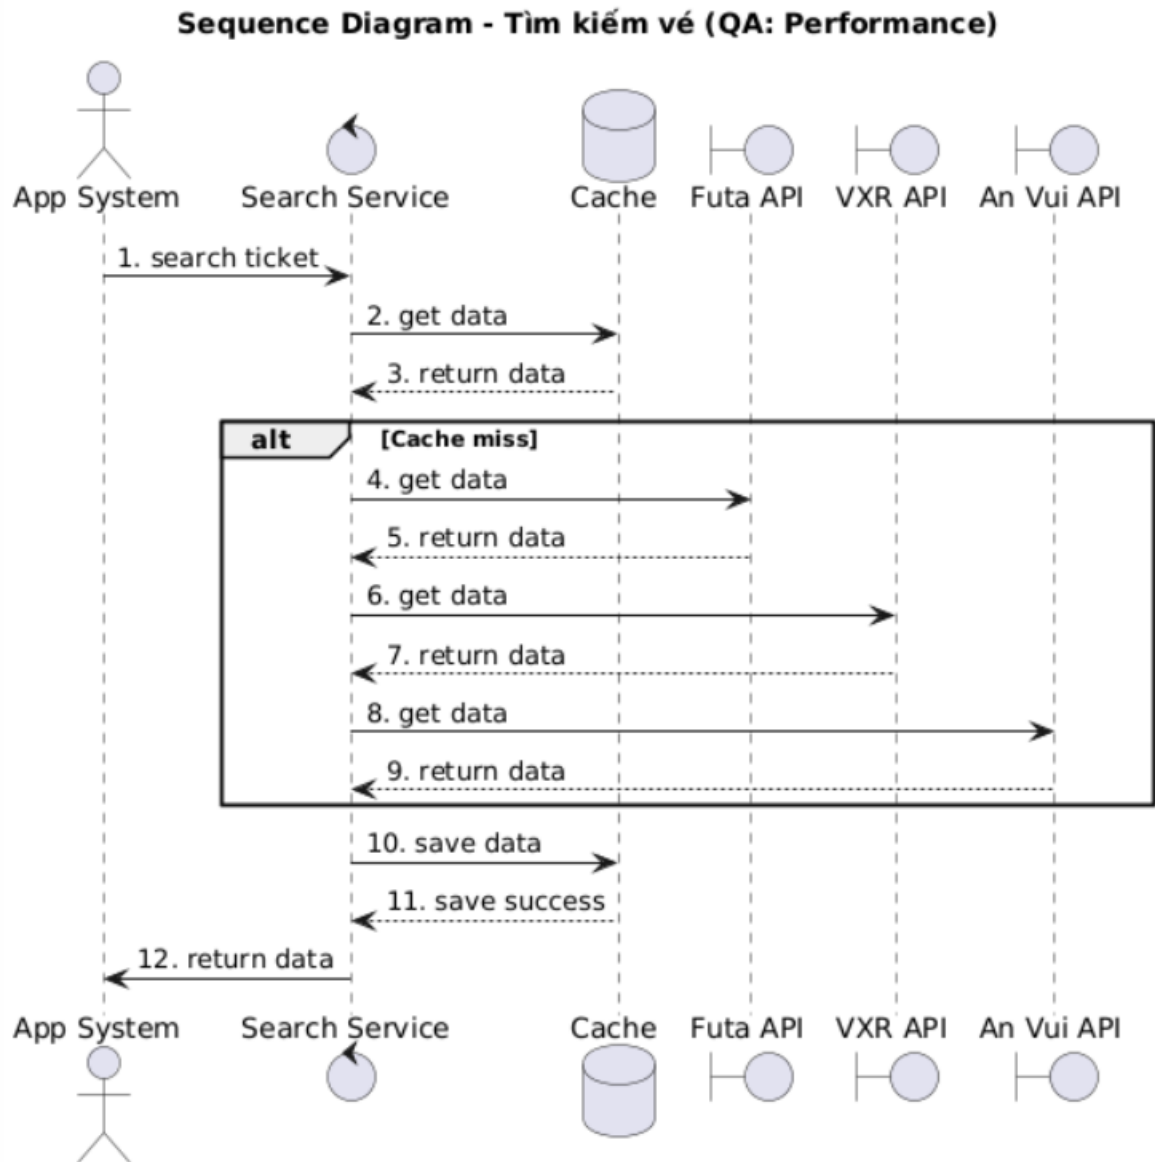 Sequence Diagram - Tìm kiếm vé (QA: Performance)
App System
Search Service
Cache
Futa API
VXR API
An Vui API
1. search ticket
2. get data
3. return data
alt
[Cache miss]
4. get data
5. return data
6. get data
7. return data
8. get data
9. return data
10. save data
11. save success
12. return data
App System
Search Service
Cache
Futa API
VXR API
An Vui API